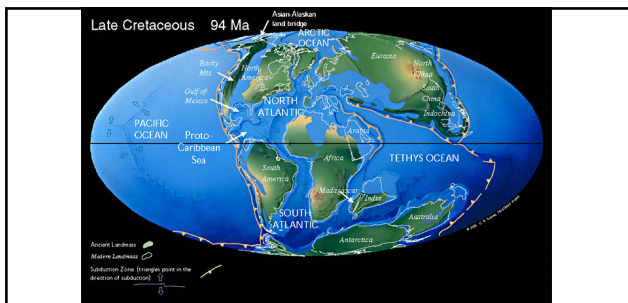 Late Cretaceous 94 Ma
Asian-Alaskan
land bridge
ARCTIC
OCEAN
Rocky
Mts
North
America
Eurasia
North
China
Gulf of
Mexico
South
China
NORTH
ATLANTIC
Indochina
PACIFIC
OCEAN
Proto-
Caribbean
Sea
Arabia
Africa
TETHYS OCEAN
South
America
Madagascar
India
SOUTH
ATLANTIC
Australia
Antarctica
Ancient Landmass
Modern Landmass
Subduction Zone (triangles point in the
direction of subduction)